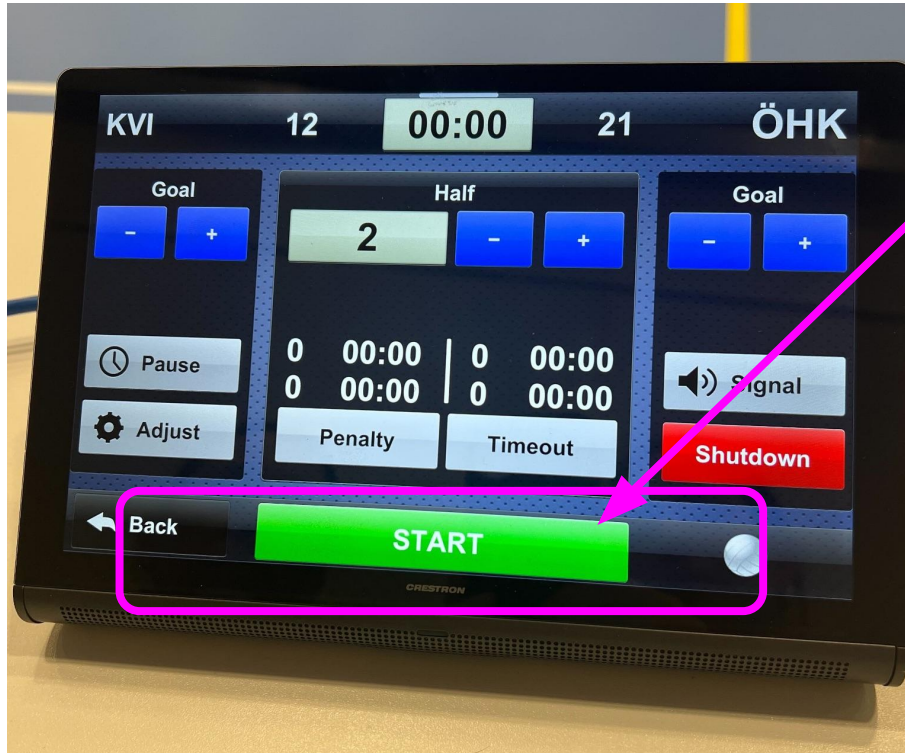 KVI 12 00:00 21 ÖHK
Goal Half Goal
- + 2 - + - +
0 00:00 0 00:00
0 00:00 0 00:00
Pause Signal
Adjust Penalty Timeout Shutdown
Back START
CRESTRON